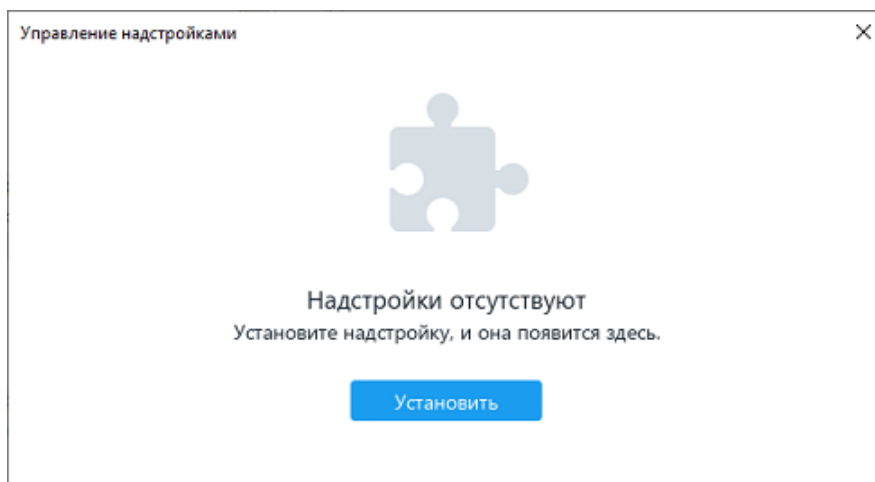 Управление надстройками
Надстройки отсутствуют
Установите надстройку, и она появится здесь.
Установить